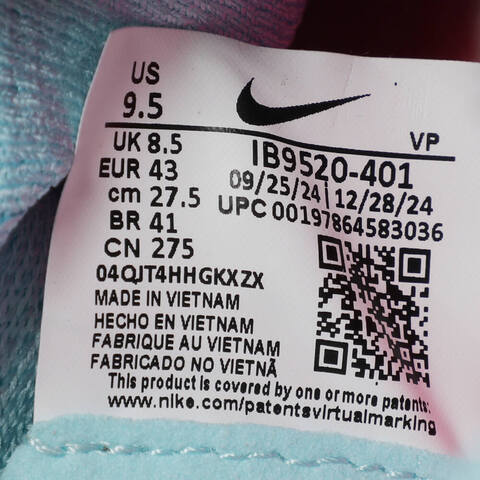 US
9.5
VP
UK 8.5
IB9520-401
EUR 43
09/25/24 | 12/28/24
cm 27.5
UPC 00197864583036
BR 41
CN 275
04QJT4HHGKXZX
MADE IN VIETNAM
HECHO EN VIETNAM
FABRIQUE AU VIETNAM
FABRICADO NO VIETNÃ
This product is covered by one or more patents:
www.nike.com/patentsvirtualmarking